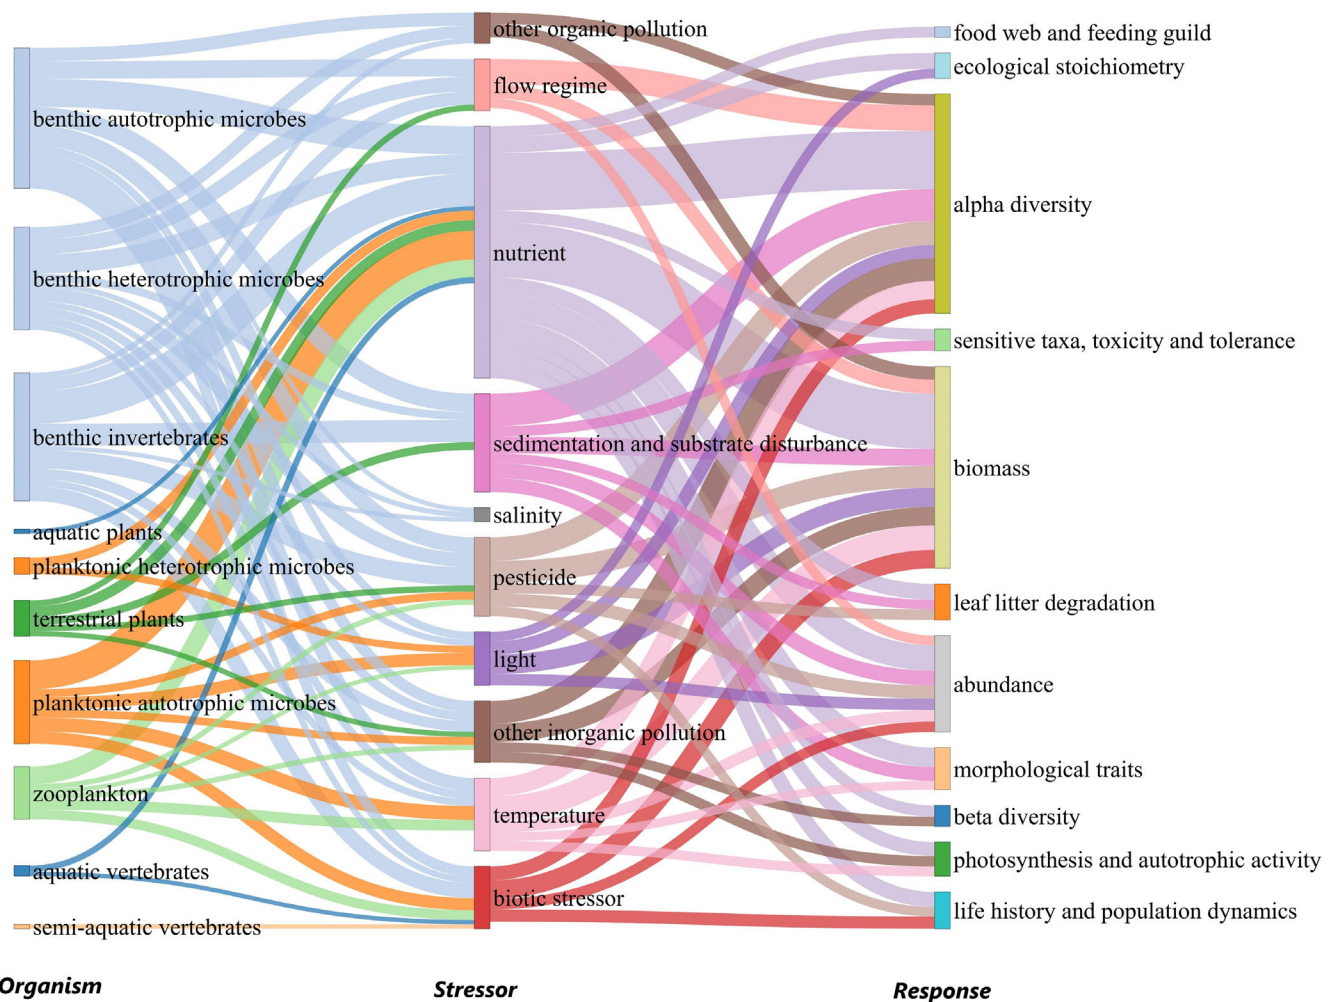 benthic autotrophic microbes
benthic heterotrophic microbes
benthic invertebrates
aquatic plants
planktonic heterotrophic microbes
terrestrial plants
planktonic autotrophic microbes
zooplankton
aquatic vertebrates
semi-aquatic vertebrates
Organism
other organic pollution
flow regime
nutrient
sedimentation and substrate disturbance
salinity
pesticide
light
other inorganic pollution
temperature
biotic stressor
Stressor
food web and feeding guild
ecological stoichiometry
alpha diversity
sensitive taxa, toxicity and tolerance
biomass
leaf litter degradation
abundance
morphological traits
beta diversity
photosynthesis and autotrophic activity
life history and population dynamics
Response